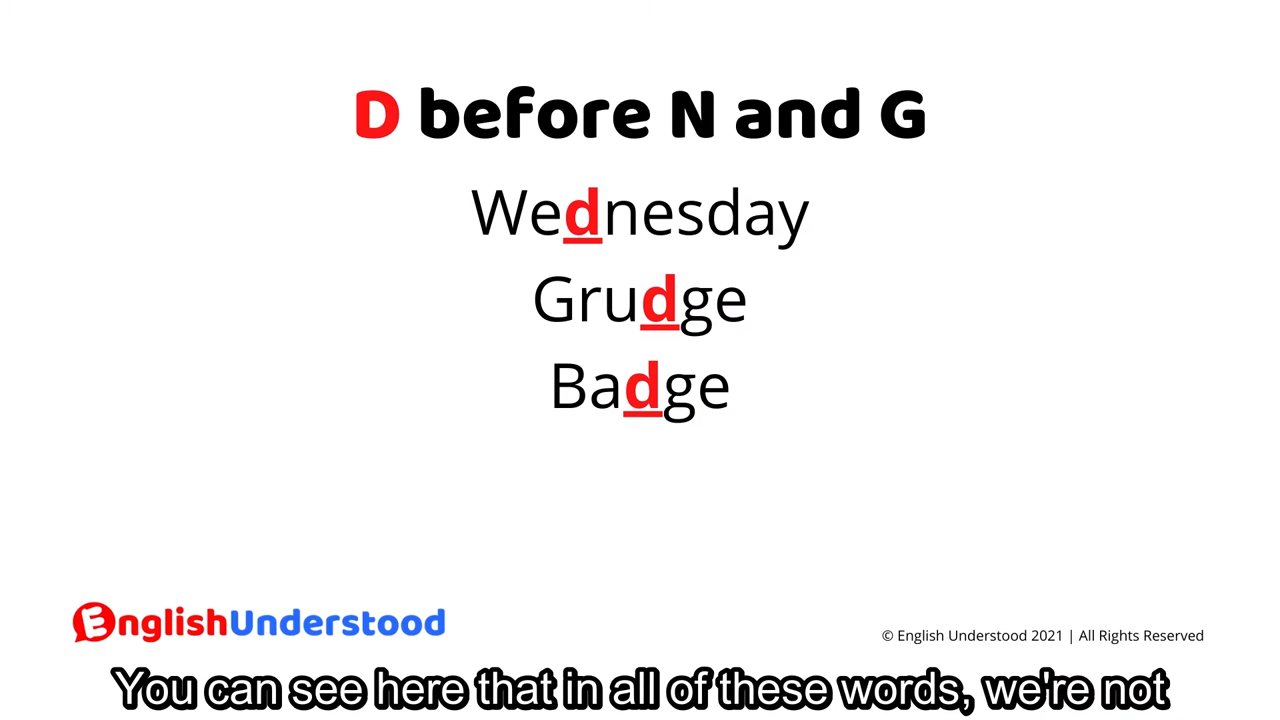 D before N and G
Wednesday
Grudge
Badge
EnglishUnderstood
© English Understood 2021 | All Rights Reserved
You can see here that in all of these words, we're not